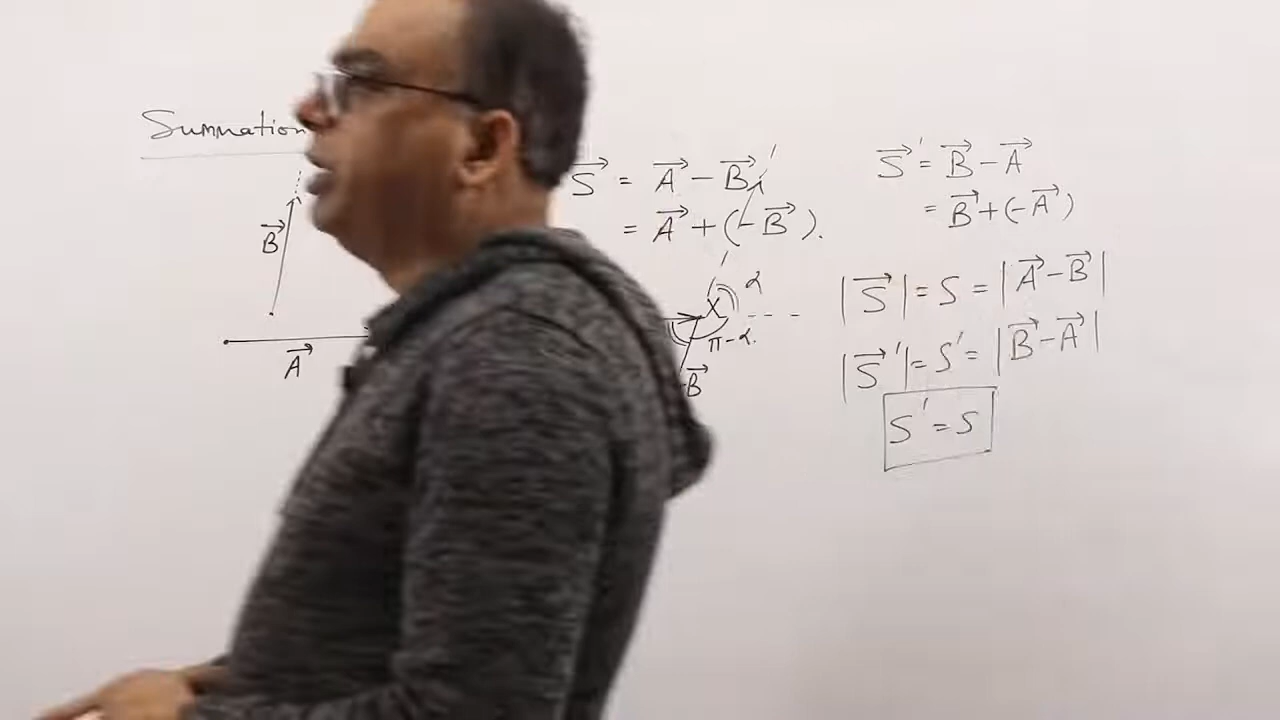 Summation
B⃗
A⃗
S⃗ = A⃗ − B⃗
= A⃗ + (−B⃗).
α
π−α.
B⃗
S⃗' = B⃗ − A⃗
= B⃗ + (−A⃗)
|S⃗| = S = |A⃗ − B⃗|
|S⃗'| = S' = |B⃗ − A⃗|
S' = S